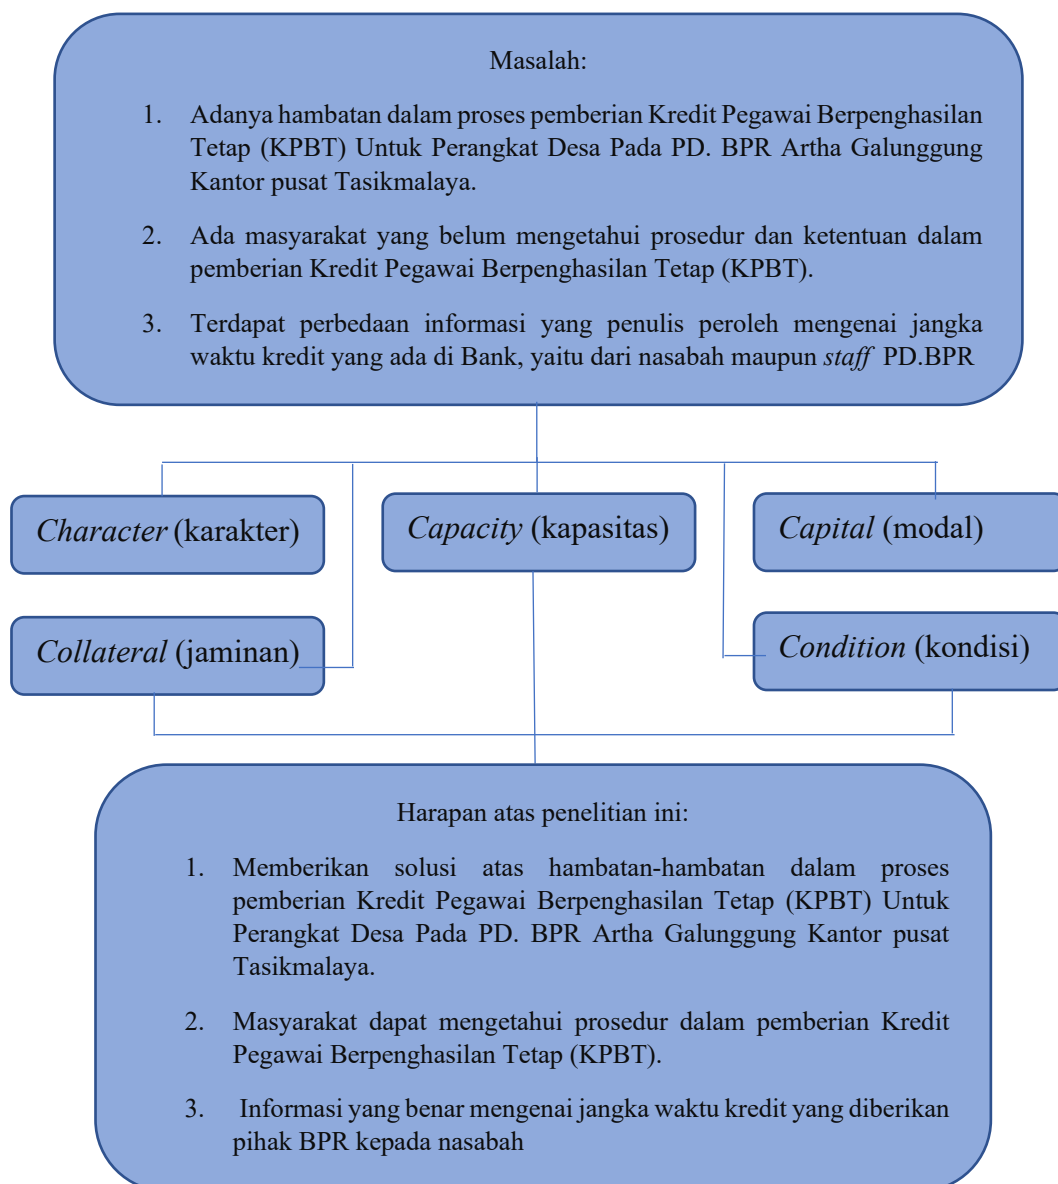 Masalah:
1. Adanya hambatan dalam proses pemberian Kredit Pegawai Berpenghasilan
Tetap (KPBT) Untuk Perangkat Desa Pada PD. BPR Artha Galunggung
Kantor pusat Tasikmalaya.
2. Ada masyarakat yang belum mengetahui prosedur dan ketentuan dalam
pemberian Kredit Pegawai Berpenghasilan Tetap (KPBT).
3. Terdapat perbedaan informasi yang penulis peroleh mengenai jangka
waktu kredit yang ada di Bank, yaitu dari nasabah maupun staff PD.BPR
Character (karakter)
Capacity (kapasitas)
Capital (modal)
Collateral (jaminan)
Condition (kondisi)
Harapan atas penelitian ini:
1. Memberikan solusi atas hambatan-hambatan dalam proses
pemberian Kredit Pegawai Berpenghasilan Tetap (KPBT) Untuk
Perangkat Desa Pada PD. BPR Artha Galunggung Kantor pusat
Tasikmalaya.
2. Masyarakat dapat mengetahui prosedur dalam pemberian Kredit
Pegawai Berpenghasilan Tetap (KPBT).
3. Informasi yang benar mengenai jangka waktu kredit yang diberikan
pihak BPR kepada nasabah